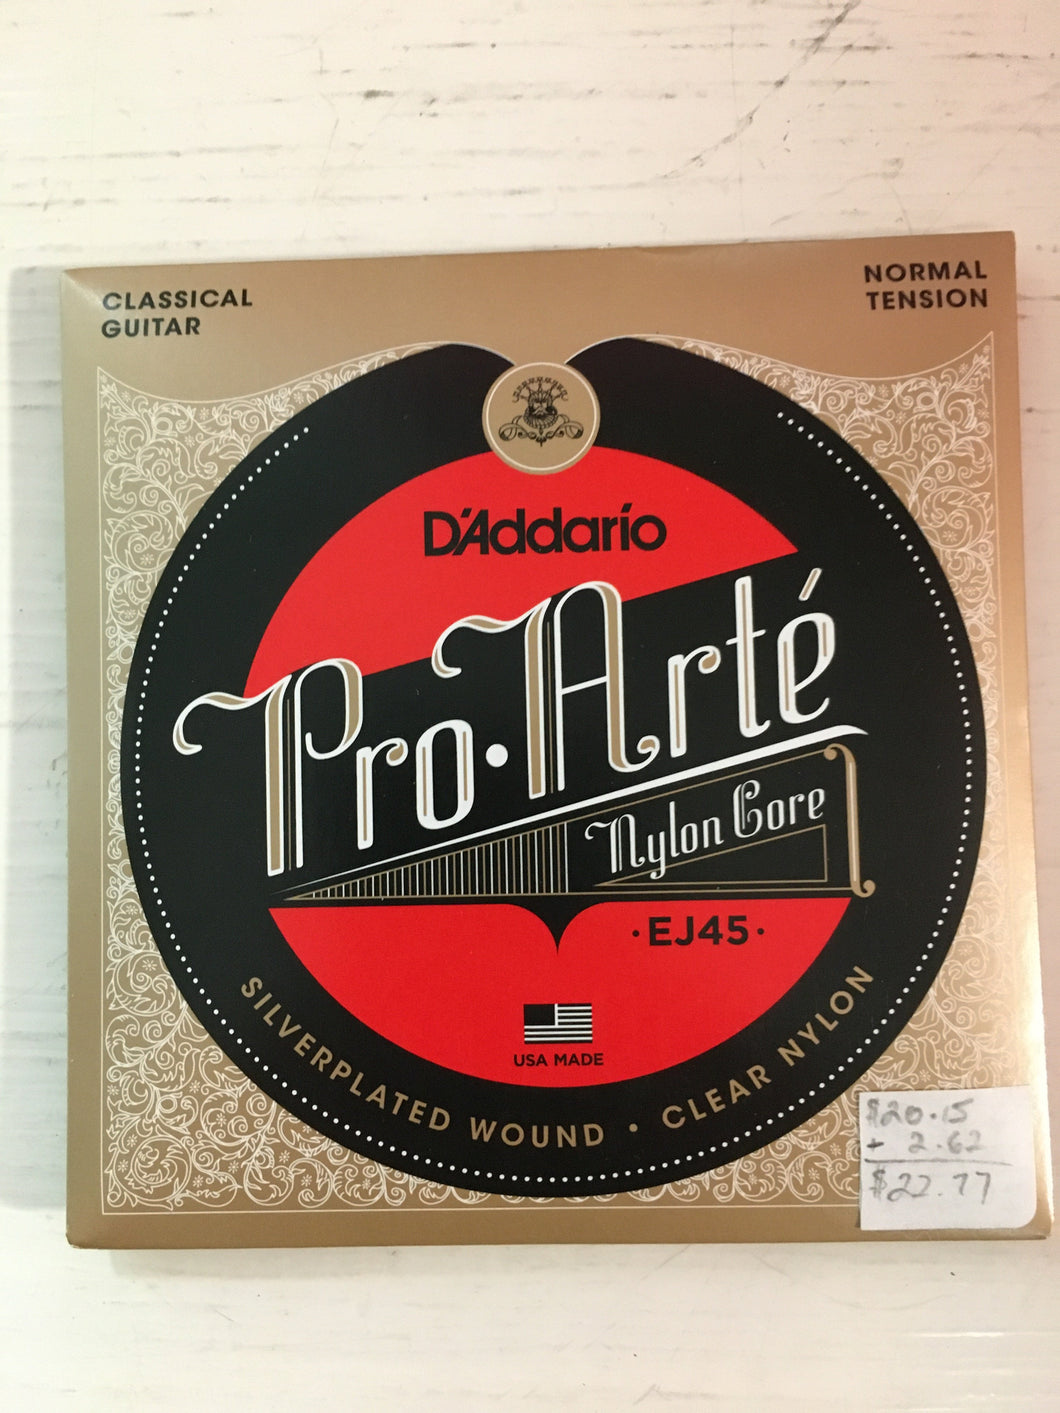 CLASSICAL
GUITAR
NORMAL
TENSION
D'Addario
Pro·Arté
Nylon Core
·EJ45·
USA MADE
SILVERPLATED WOUND • CLEAR NYLON
$20.15
+ 2.62
$22.77